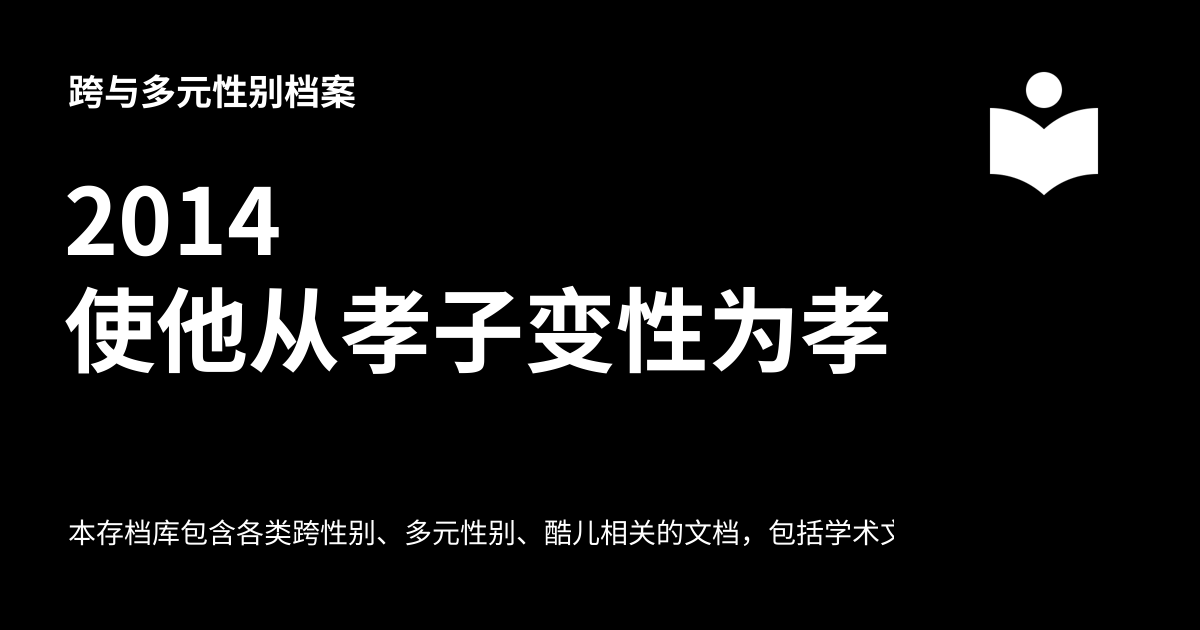 跨与多元性别档案
2014
使他从孝子变性为孝
本存档库包含各类跨性别、多元性别、酷儿相关的文档，包括学术